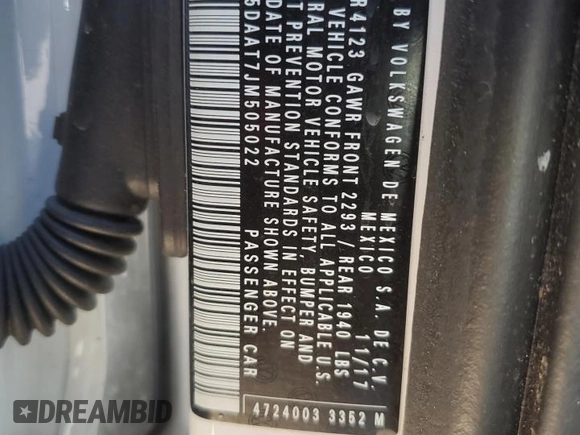 BY VOLKSWAGEN DE MEXICO S.A. DE C.V
MEXICO 11/17
R4123 GAWR FRONT 2293 / REAR 1940 LBS
VEHICLE CONFORMS TO ALL APPLICABLE U.S.
RAL MOTOR VEHICLE SAFETY, BUMPER AND
T PREVENTION STANDARDS IN EFFECT ON
DATE OF MANUFACTURE SHOWN ABOVE.
5DAA17JM505022 PASSENGER CAR
4724003 3352 M
DREAMBID